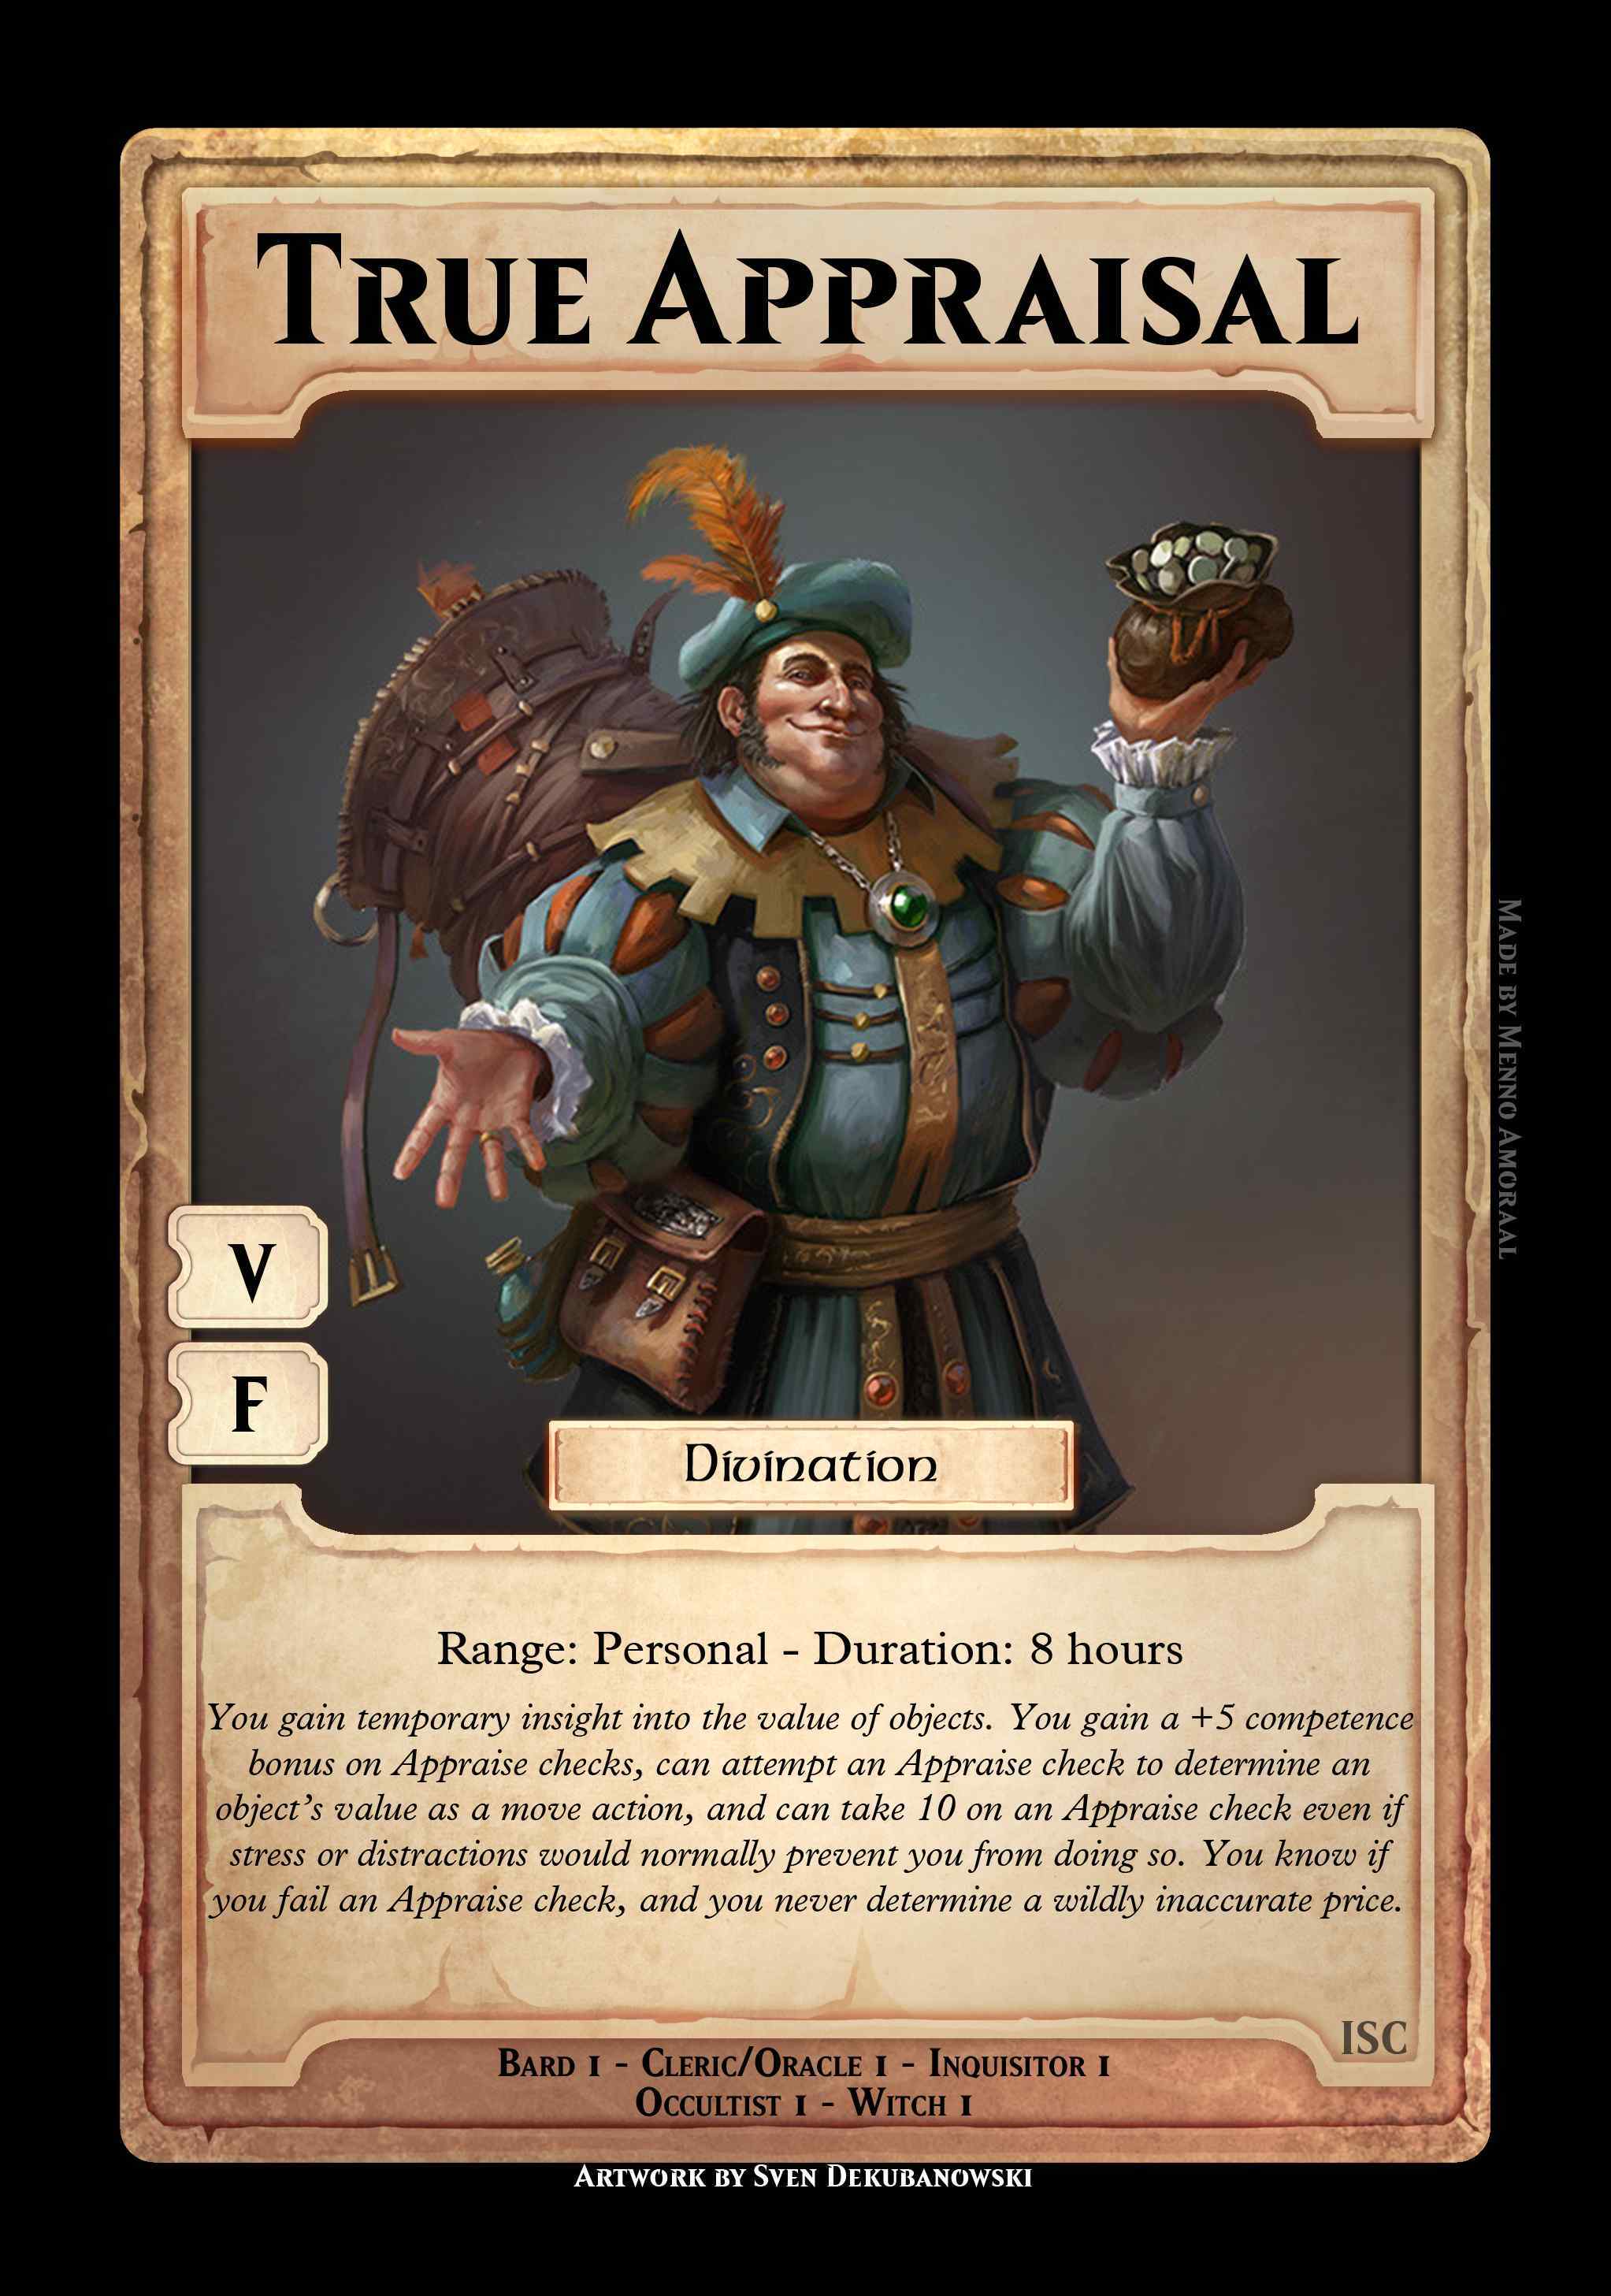 True Appraisal
V
F
Divination
Range: Personal - Duration: 8 hours
You gain temporary insight into the value of objects. You gain a +5 competence
bonus on Appraise checks, can attempt an Appraise check to determine an
object's value as a move action, and can take 10 on an Appraise check even if
stress or distractions would normally prevent you from doing so. You know if
you fail an Appraise check, and you never determine a wildly inaccurate price.
ISC
Bard 1 - Cleric/Oracle 1 - Inquisitor 1
Occultist 1 - Witch 1
Artwork by Sven Dekubanowski
Made by Menno Amoraal